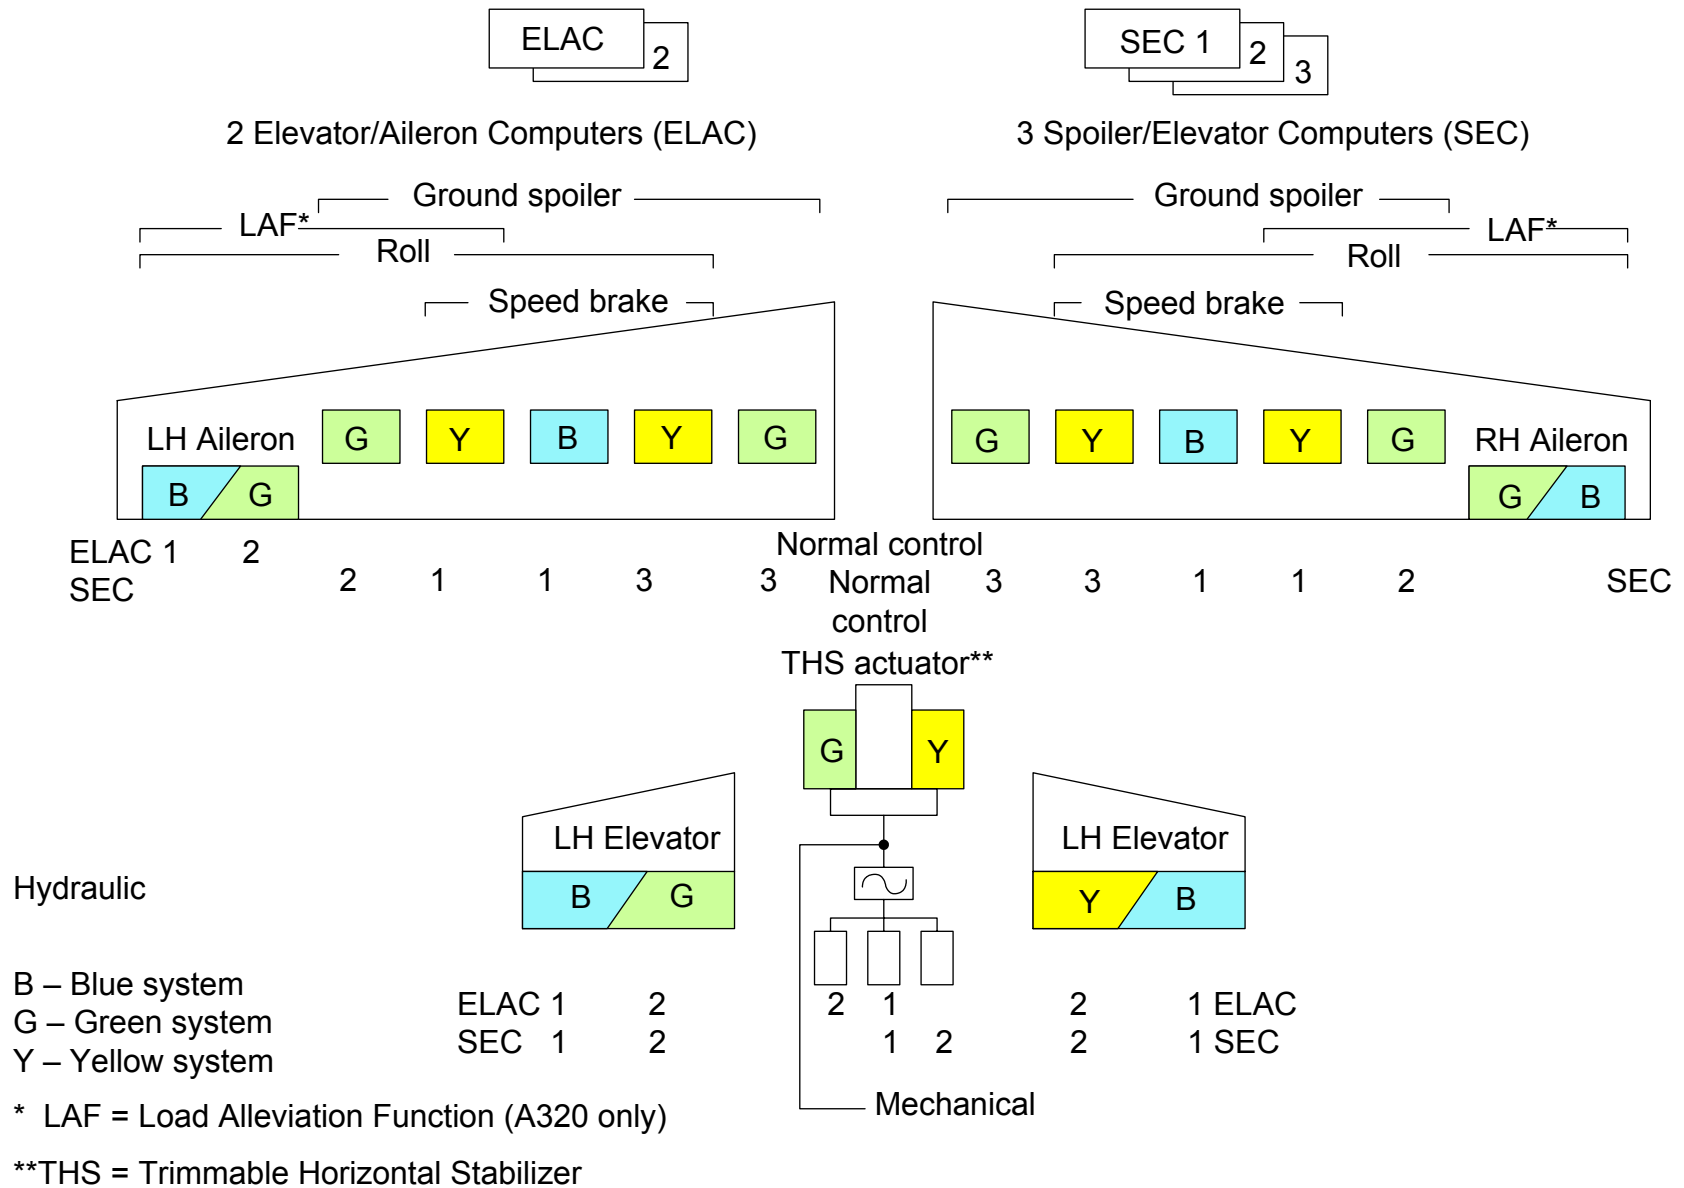 ELAC 2
SEC 1 2 3
2 Elevator/Aileron Computers (ELAC)
3 Spoiler/Elevator Computers (SEC)
Ground spoiler
Ground spoiler
LAF*
LAF*
Roll
Roll
Speed brake
Speed brake
LH Aileron G Y B Y G
G Y B Y G RH Aileron
B G
G B
ELAC 1 2
Normal control
SEC 2 1 1 3 3
Normal
control
3 3 1 1 2 SEC
THS actuator**
G Y
LH Elevator
LH Elevator
B G
Y B
Hydraulic
B – Blue system
G – Green system
Y – Yellow system
ELAC 1 2
2 1
2 1 ELAC
SEC 1 2
1 2
2 1 SEC
Mechanical
* LAF = Load Alleviation Function (A320 only)
**THS = Trimmable Horizontal Stabilizer